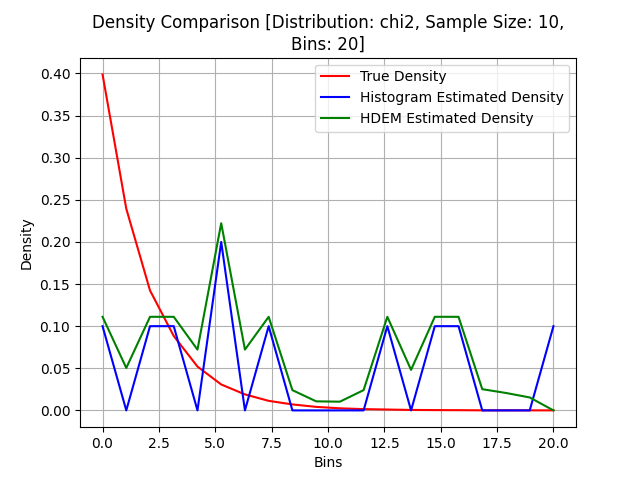 Density Comparison [Distribution: chi2, Sample Size: 10,
Bins: 20]
True Density
Histogram Estimated Density
HDEM Estimated Density
Density
0.40
0.35
0.30
0.25
0.20
0.15
0.10
0.05
0.00
0.0 2.5 5.0 7.5 10.0 12.5 15.0 17.5 20.0
Bins